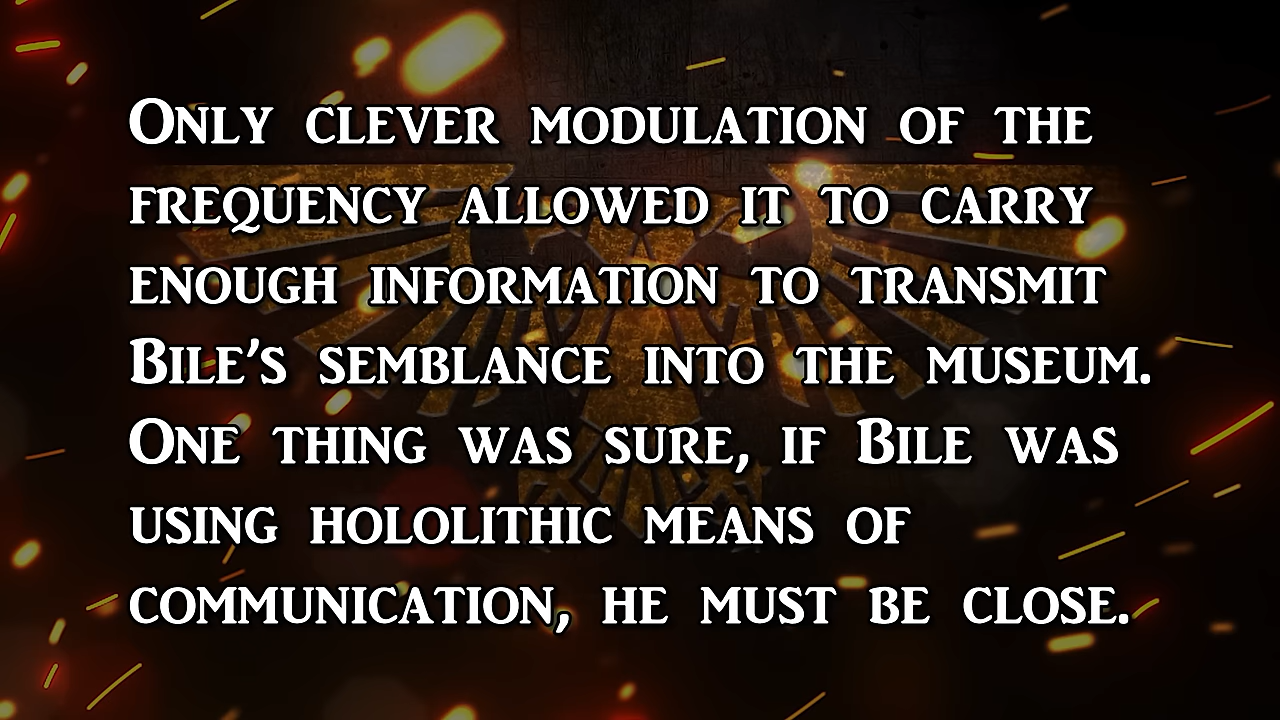 Only clever modulation of the
frequency allowed it to carry
enough information to transmit
Bile’s semblance into the museum.
One thing was sure, if Bile was
using hololithic means of
communication, he must be close.